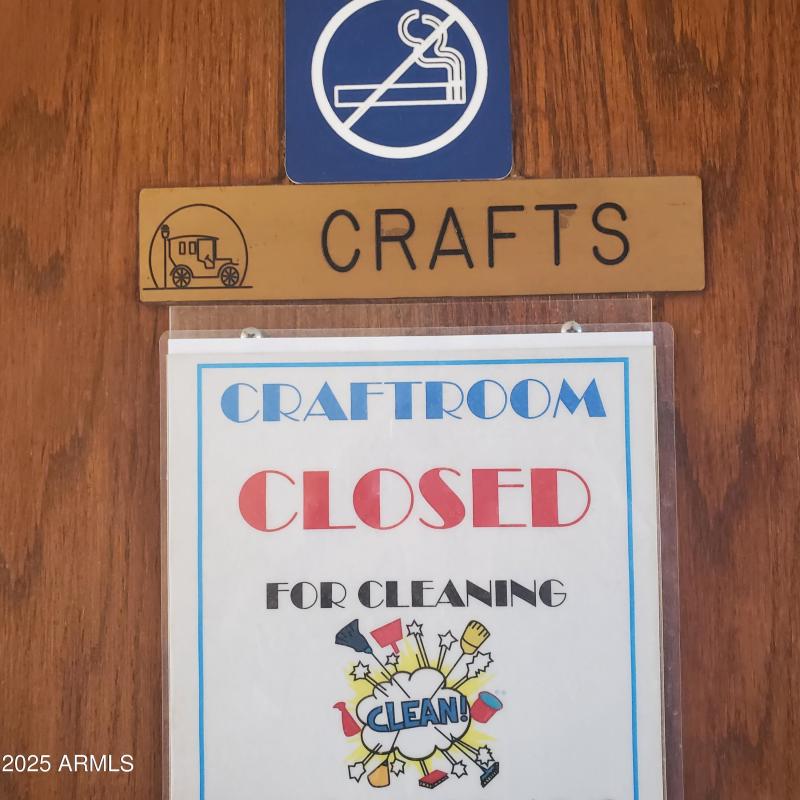 CRAFTS
CRAFTROOM
CLOSED
FOR CLEANING
CLEAN!
2025 ARMLS